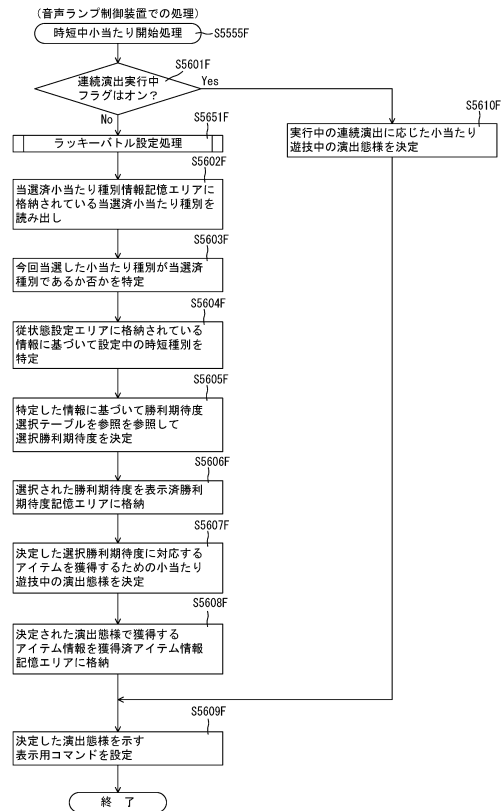 (音声ランプ制御装置での処理)
時短中小当たり開始処理
S5555F
S5601F
連続演出実行中
フラグはオン?
Yes
No
S5610F
実行中の連続演出に応じた小当たり
遊技中の演出態様を決定
S5651F
ラッキーバトル設定処理
S5602F
当選済小当たり種別情報記憶エリアに
格納されている当選済小当たり種別を
読み出し
S5603F
今回当選した小当たり種別が当選済
種別であるか否かを特定
S5604F
従状態設定エリアに格納されている
情報に基づいて設定中の時短種別を
特定
S5605F
特定した情報に基づいて勝利期待度
選択テーブルを参照を参照して
選択勝利期待度を決定
S5606F
選択された勝利期待度を表示済勝利
期待度記憶エリアに格納
S5607F
決定した選択勝利期待度に対応する
アイテムを獲得するための小当たり
遊技中の演出態様を決定
S5608F
決定された演出態様で獲得する
アイテム情報を獲得済アイテム情報
記憶エリアに格納
S5609F
決定した演出態様を示す
表示用コマンドを設定
終 了